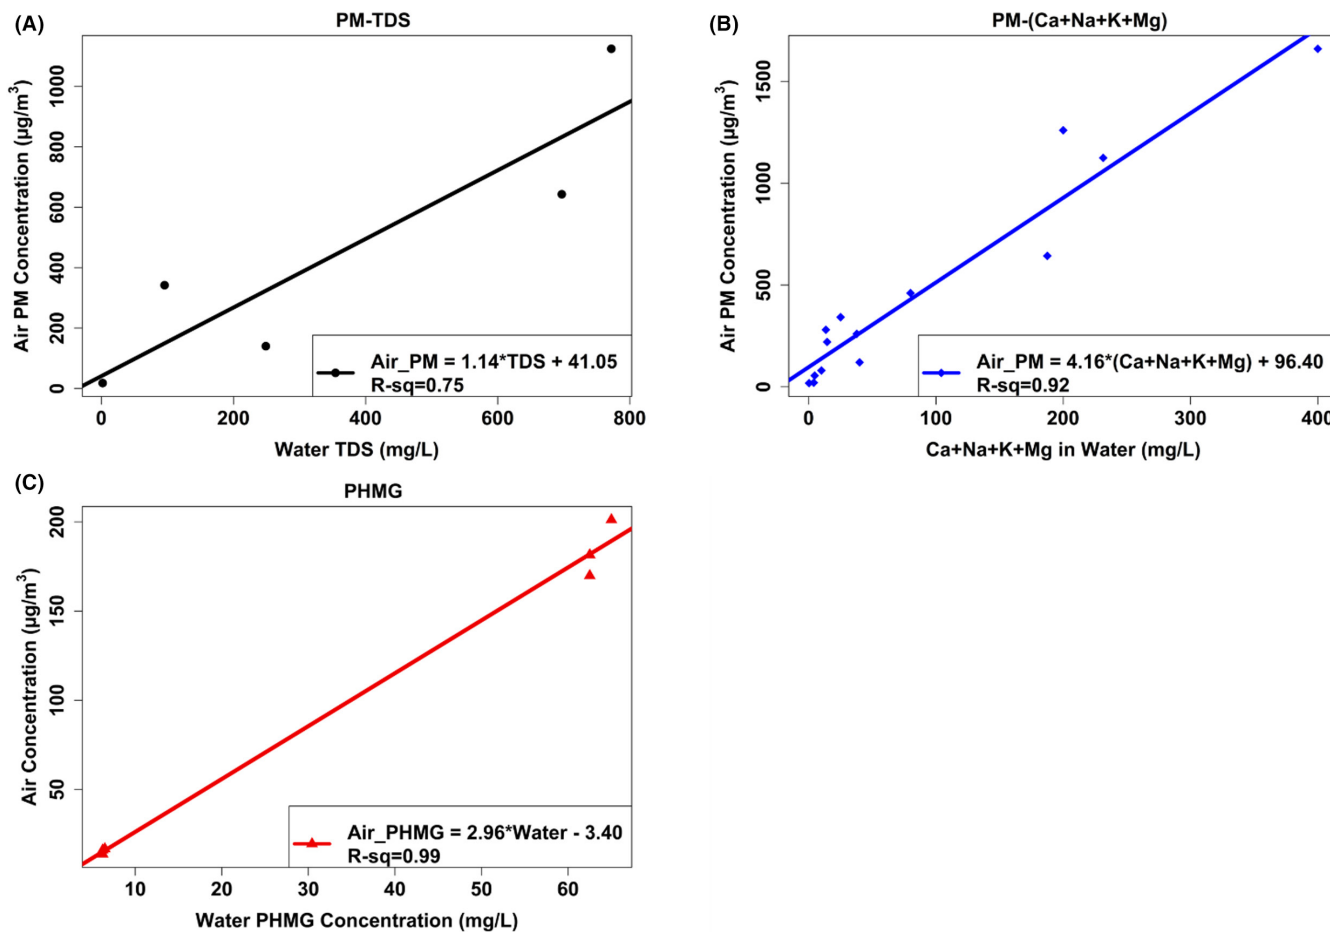 (A)
PM-TDS
Air PM Concentration (µg/m³)
0
200
400
600
800
1000
0
200
400
600
800
Water TDS (mg/L)
Air_PM = 1.14*TDS + 41.05
R-sq=0.75
(B)
PM-(Ca+Na+K+Mg)
Air PM Concentration (µg/m³)
0
500
1000
1500
0
100
200
300
400
Ca+Na+K+Mg in Water (mg/L)
Air_PM = 4.16*(Ca+Na+K+Mg) + 96.40
R-sq=0.92
(C)
PHMG
Air Concentration (µg/m³)
50
100
150
200
10
20
30
40
50
60
Water PHMG Concentration (mg/L)
Air_PHMG = 2.96*Water - 3.40
R-sq=0.99